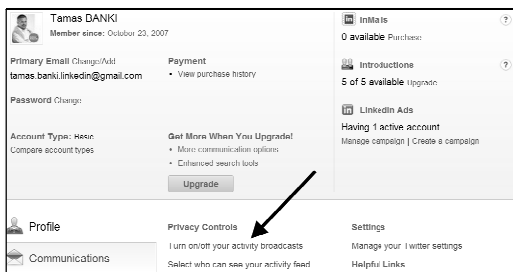 Tamas BANKI
Member since: October 23, 2007
Primary Email Change/Add
tamas.banki.linkedin@gmail.com
Password Change
Account Type: Basic
Compare account types
Payment
• View purchase history
Get More When You Upgrade!
• More communication options
• Enhanced search tools
Upgrade
InMails ?
0 available Purchase
Introductions ?
5 of 5 available Upgrade
LinkedIn Ads
Having 1 active account
Manage campaign | Create a campaign
Profile
Communications
Privacy Controls
Turn on/off your activity broadcasts
Select who can see your activity feed
Settings
Manage your Twitter settings
Helpful Links